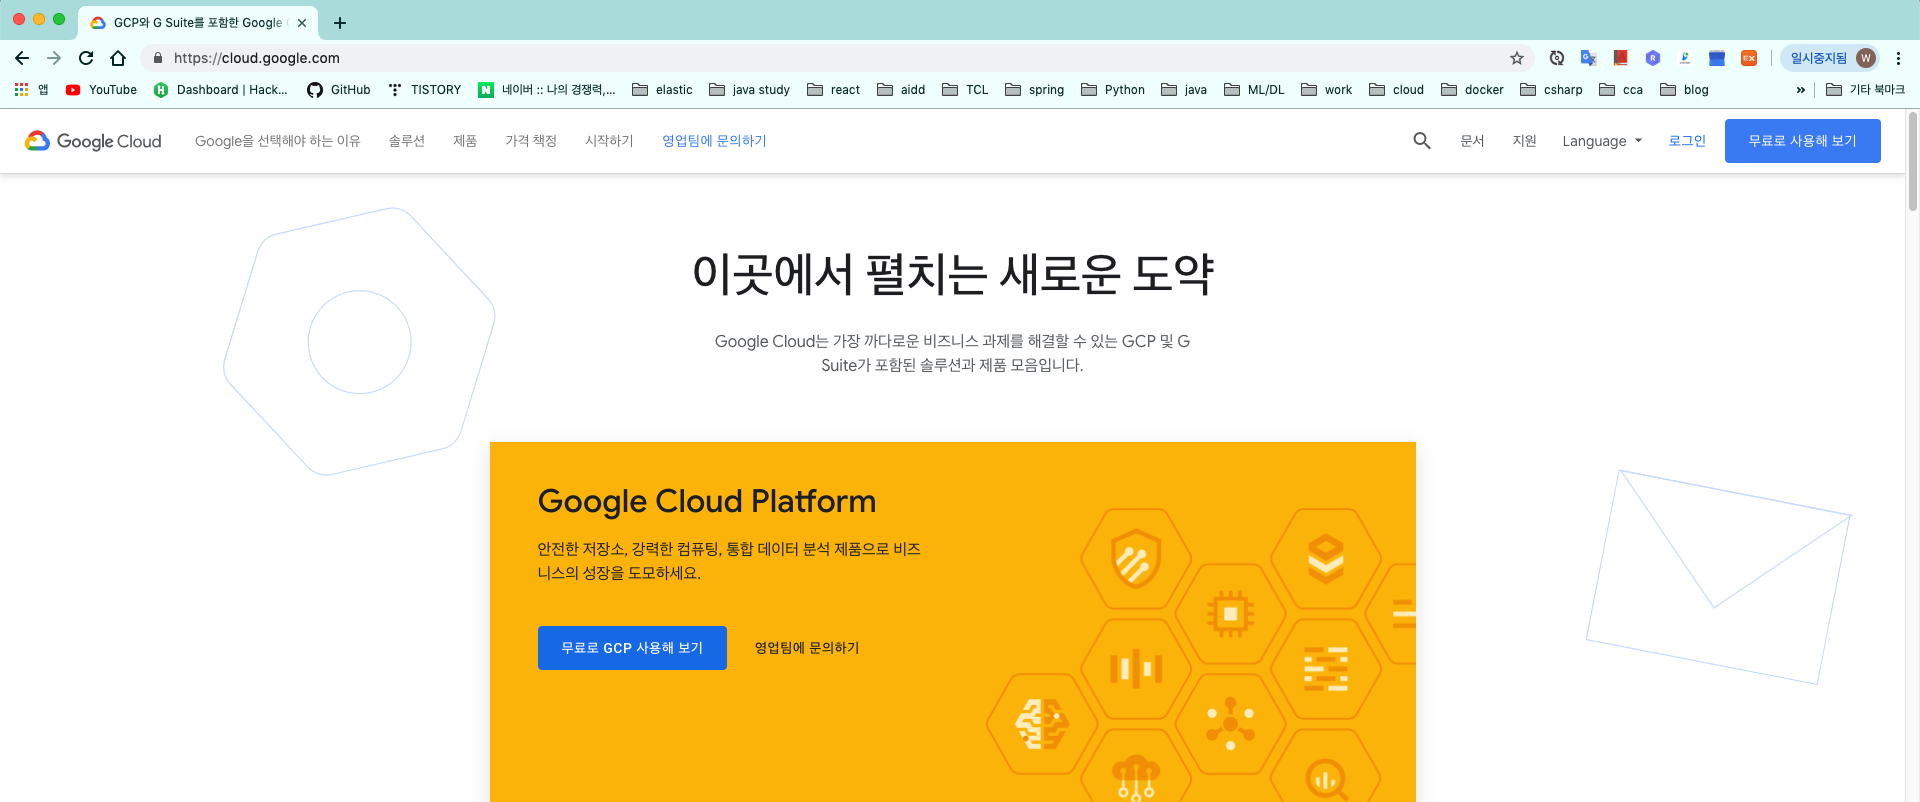 GCP와 G Suite를 포함한 Google
https://cloud.google.com
일시중지됨 W
앱 YouTube Dashboard | Hack... GitHub TISTORY 네이버 :: 나의 경쟁력,... elastic java study react aidd TCL spring Python java ML/DL work cloud docker csharp cca blog » 기타 북마크
Google Cloud Google을 선택해야 하는 이유 솔루션 제품 가격 책정 시작하기 영업팀에 문의하기 문서 지원 Language 로그인 무료로 사용해 보기
이곳에서 펼치는 새로운 도약
Google Cloud는 가장 까다로운 비즈니스 과제를 해결할 수 있는 GCP 및 G
Suite가 포함된 솔루션과 제품 모음입니다.
Google Cloud Platform
안전한 저장소, 강력한 컴퓨팅, 통합 데이터 분석 제품으로 비즈
니스의 성장을 도모하세요.
무료로 GCP 사용해 보기 영업팀에 문의하기